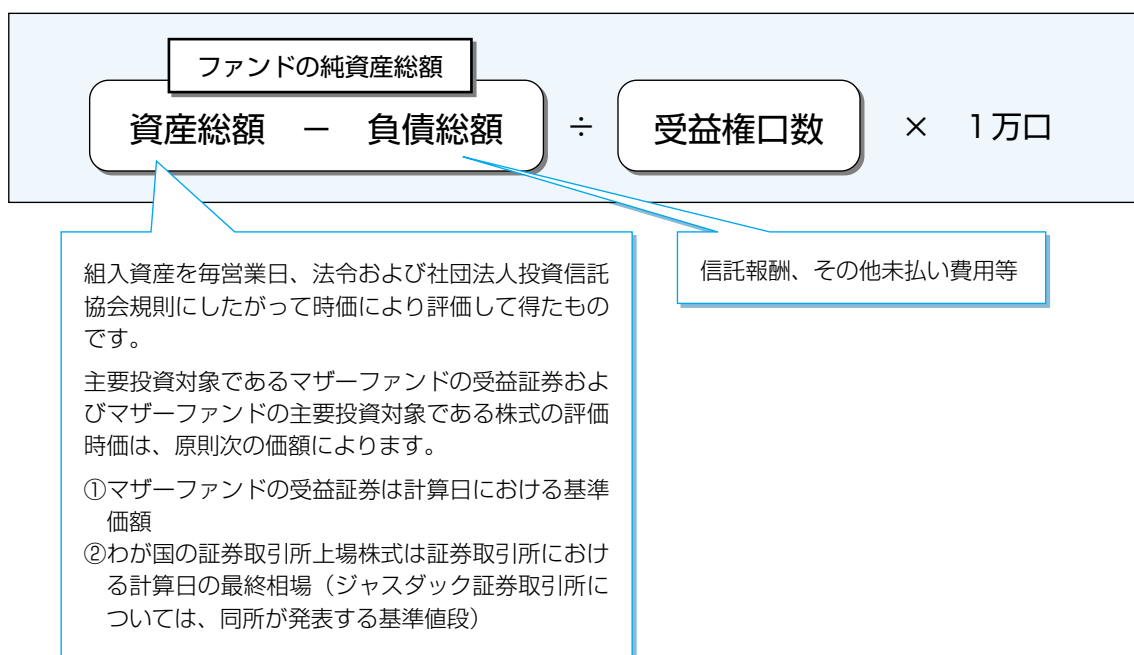 ファンドの純資産総額
資産総額 － 負債総額 ÷ 受益権口数 × 1万口
組入資産を毎営業日、法令および社団法人投資信託
協会規則にしたがって時価により評価して得たもの
です。
主要投資対象であるマザーファンドの受益証券およ
びマザーファンドの主要投資対象である株式の評価
時価は、原則次の価額によります。
①マザーファンドの受益証券は計算日における基準
価額
②わが国の証券取引所上場株式は証券取引所におけ
る計算日の最終相場（ジャスダック証券取引所に
ついては、同所が発表する基準値段）
信託報酬、その他未払い費用等